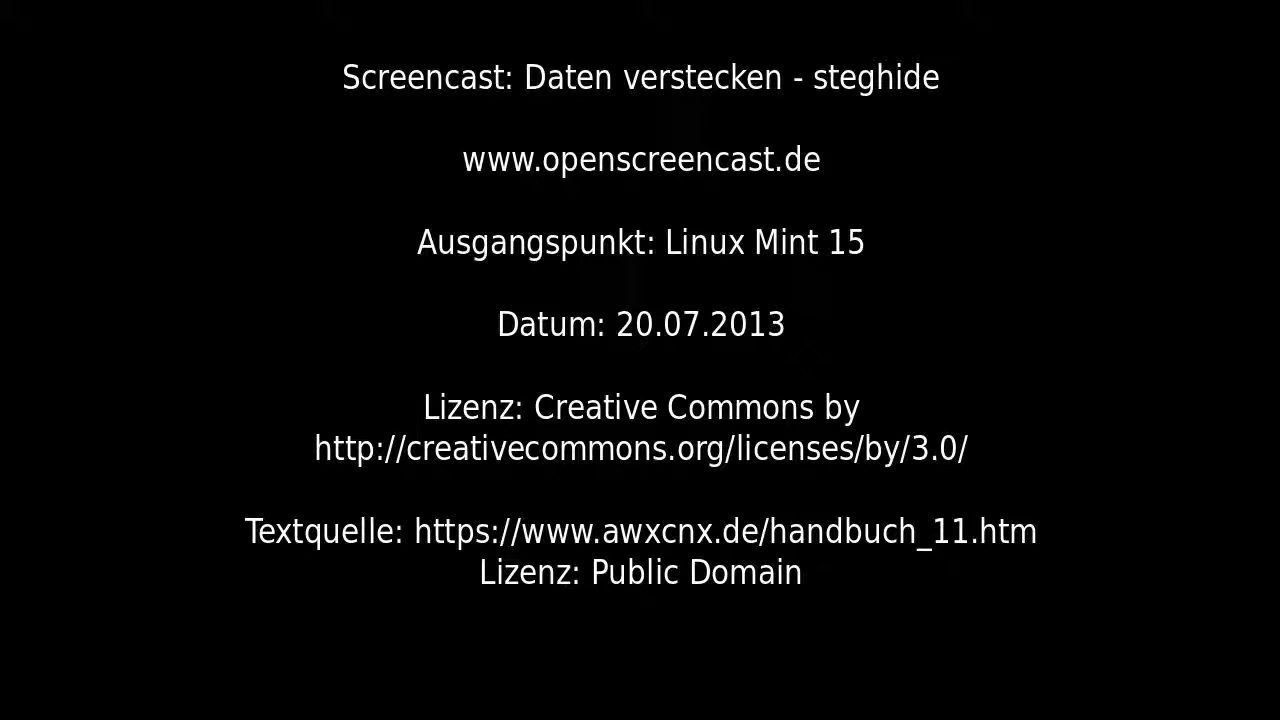 Screencast: Daten verstecken - steghide
www.openscreencast.de
Ausgangspunkt: Linux Mint 15
Datum: 20.07.2013
Lizenz: Creative Commons by
http://creativecommons.org/licenses/by/3.0/
Textquelle: https://www.awxcnx.de/handbuch_11.htm
Lizenz: Public Domain